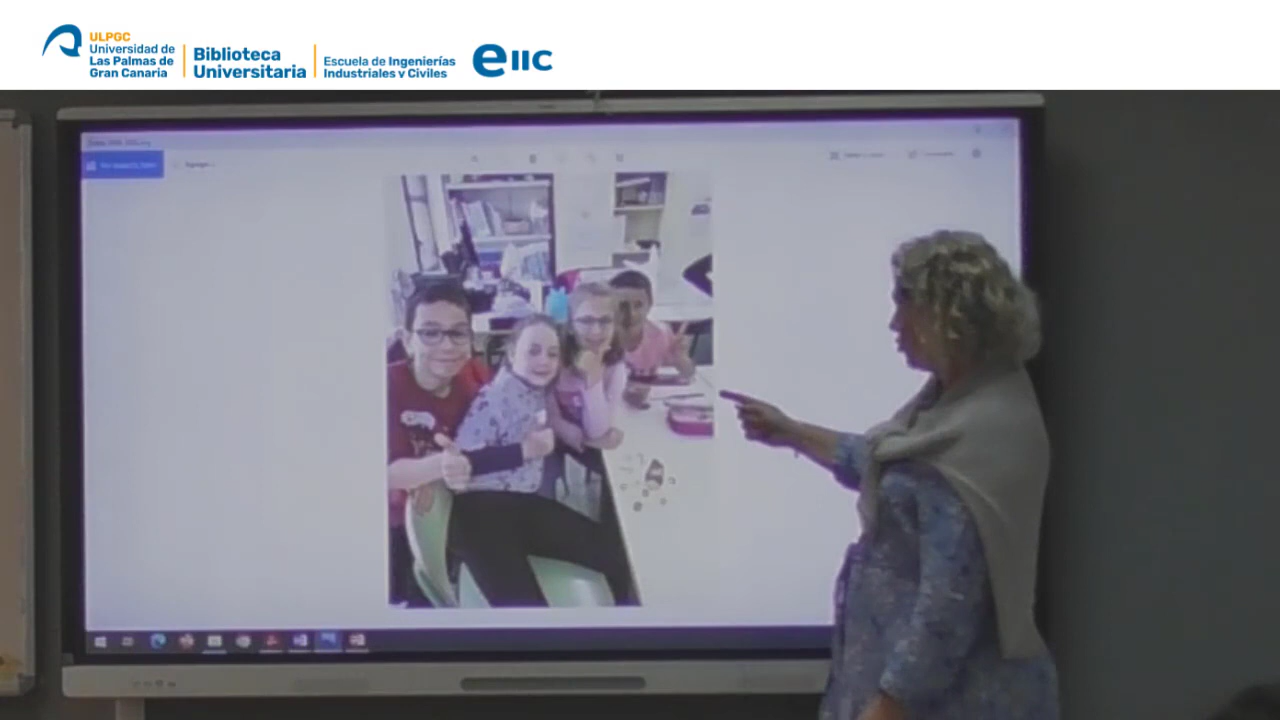 ULPGC
Universidad de
Las Palmas de
Gran Canaria
Biblioteca
Universitaria
Escuela de Ingenierías
Industriales y Civiles
eiic